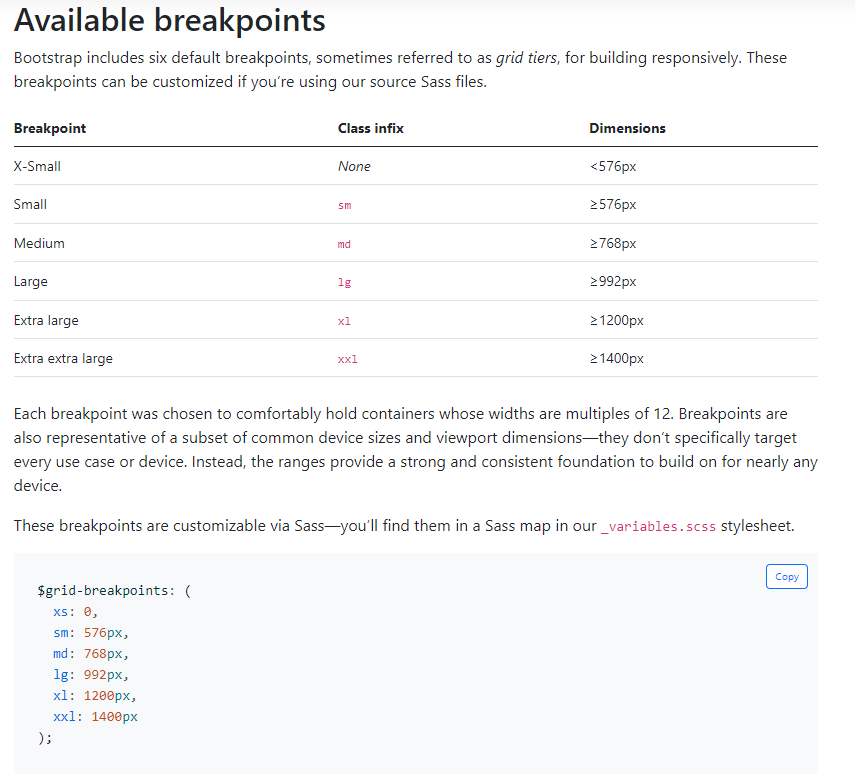 Available breakpoints
Bootstrap includes six default breakpoints, sometimes referred to as grid tiers, for building responsively. These
breakpoints can be customized if you’re using our source Sass files.
Breakpoint Class infix Dimensions
X-Small None <576px
Small sm ≥576px
Medium md ≥768px
Large lg ≥992px
Extra large xl ≥1200px
Extra extra large xxl ≥1400px
Each breakpoint was chosen to comfortably hold containers whose widths are multiples of 12. Breakpoints are
also representative of a subset of common device sizes and viewport dimensions—they don’t specifically target
every use case or device. Instead, the ranges provide a strong and consistent foundation to build on for nearly any
device.
These breakpoints are customizable via Sass—you’ll find them in a Sass map in our _variables.scss stylesheet.
Copy
$grid-breakpoints: (
xs: 0,
sm: 576px,
md: 768px,
lg: 992px,
xl: 1200px,
xxl: 1400px
);